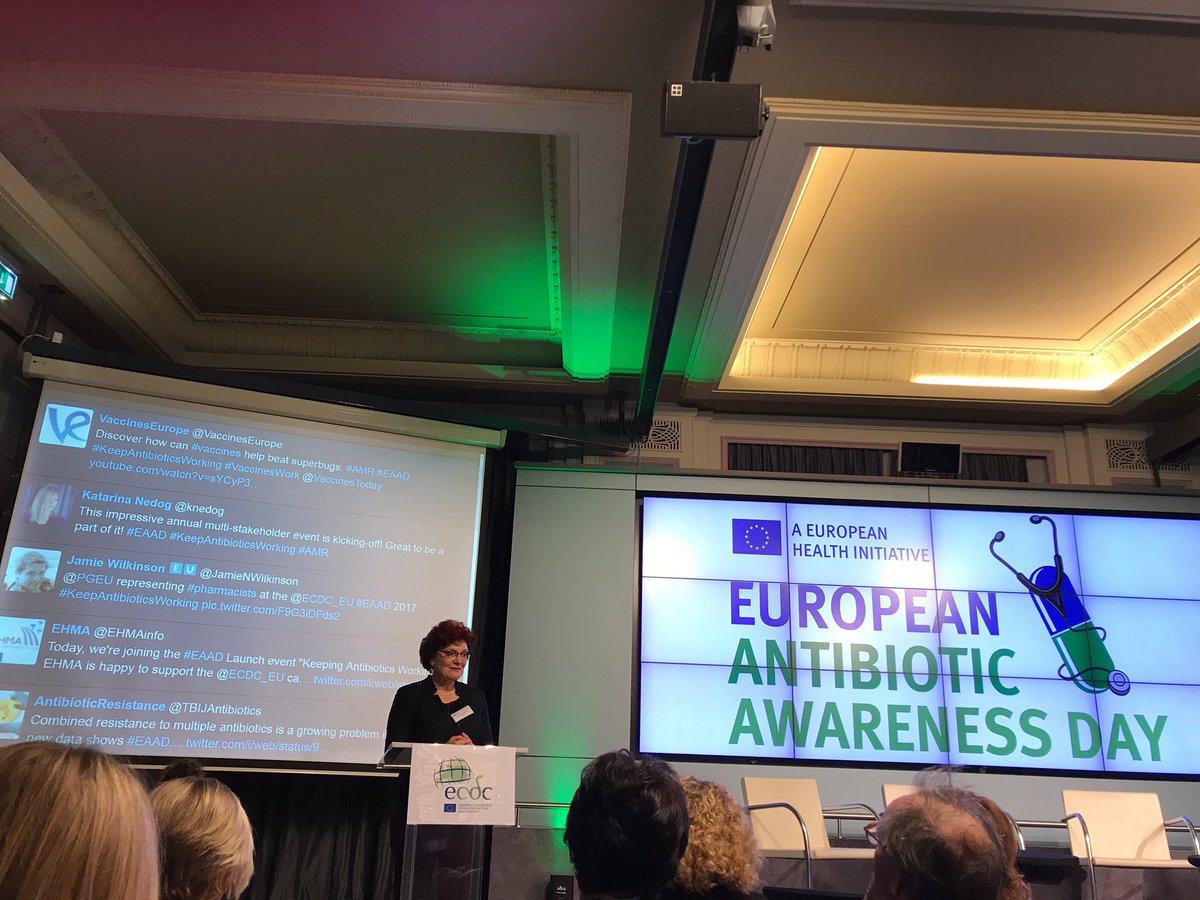 VaccinesEurope @VaccinesEurope
Discover how can #vaccines help beat superbugs. #AMR #EAAD
#KeepAntibioticsWorking #VaccinesWork @VaccinesToday
youtube.com/watch?v=sYCyP3…
Katarina Nedog @knedog
This impressive annual multi-stakeholder event is kicking-off! Great to be a
part of it! #EAAD #KeepAntibioticsWorking #AMR
Jamie Wilkinson 🇪 🇺 @JamieNWilkinson
@PGEU representing #pharmacists at the @ECDC_EU #EAAD 2017
#KeepAntibioticsWorking pic.twitter.com/F9G3iDFds2
EHMA @EHMAinfo
Today, we're joining the #EAAD Launch event "Keeping Antibiotics Working
EHMA is happy to support the @ECDC_EU ca… twitter.com/i/web/
AntibioticResistance @TBIJAntibiotics
Combined resistance to multiple antibiotics is a growing problem
new data shows #EAAD… twitter.com/i/web/status/9…
ecdc
A EUROPEAN
HEALTH INITIATIVE
EUROPEAN
ANTIBIOTIC
AWARENESS DAY